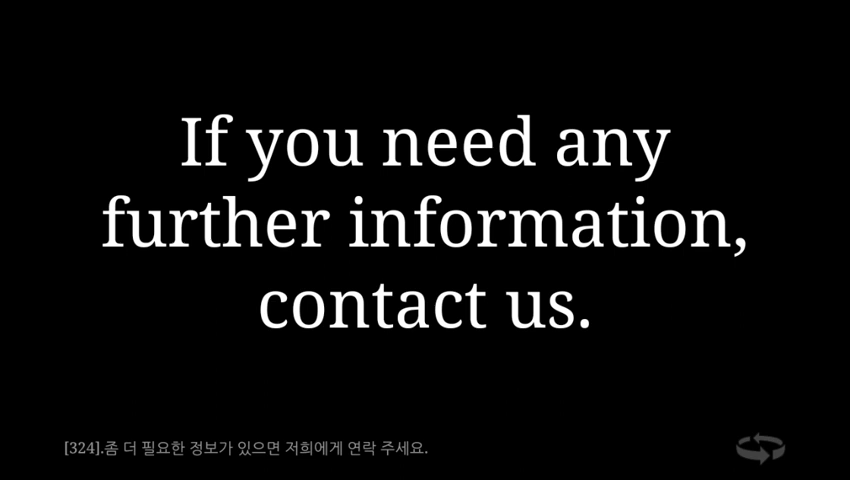 If you need any
further information,
contact us.
[324].좀 더 필요한 정보가 있으면 저희에게 연락 주세요.